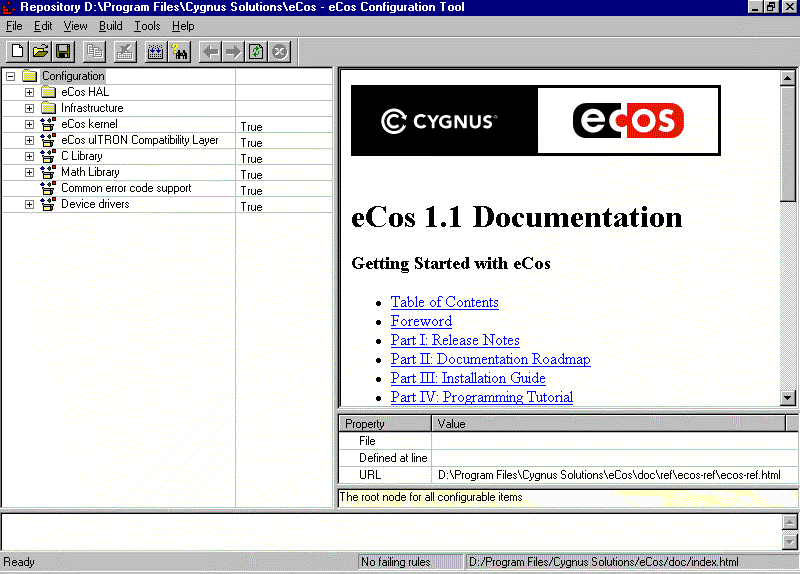 Repository D:\Program Files\Cygnus Solutions\eCos - eCos Configuration Tool
File Edit View Build Tools Help
Configuration
eCos HAL
Infrastructure
eCos kernel True
eCos uITRON Compatibility Layer True
C Library True
Math Library True
Common error code support True
Device drivers True
CYGNUS®
ecos
eCos 1.1 Documentation
Getting Started with eCos
Table of Contents
Foreword
Part I: Release Notes
Part II: Documentation Roadmap
Part III: Installation Guide
Part IV: Programming Tutorial
Property Value
File
Defined at line
URL D:\Program Files\Cygnus Solutions\eCos\doc\ref\ecos-ref\ecos-ref.html
The root node for all configurable items
Ready No failing rules D:/Program Files/Cygnus Solutions/eCos/doc/index.html